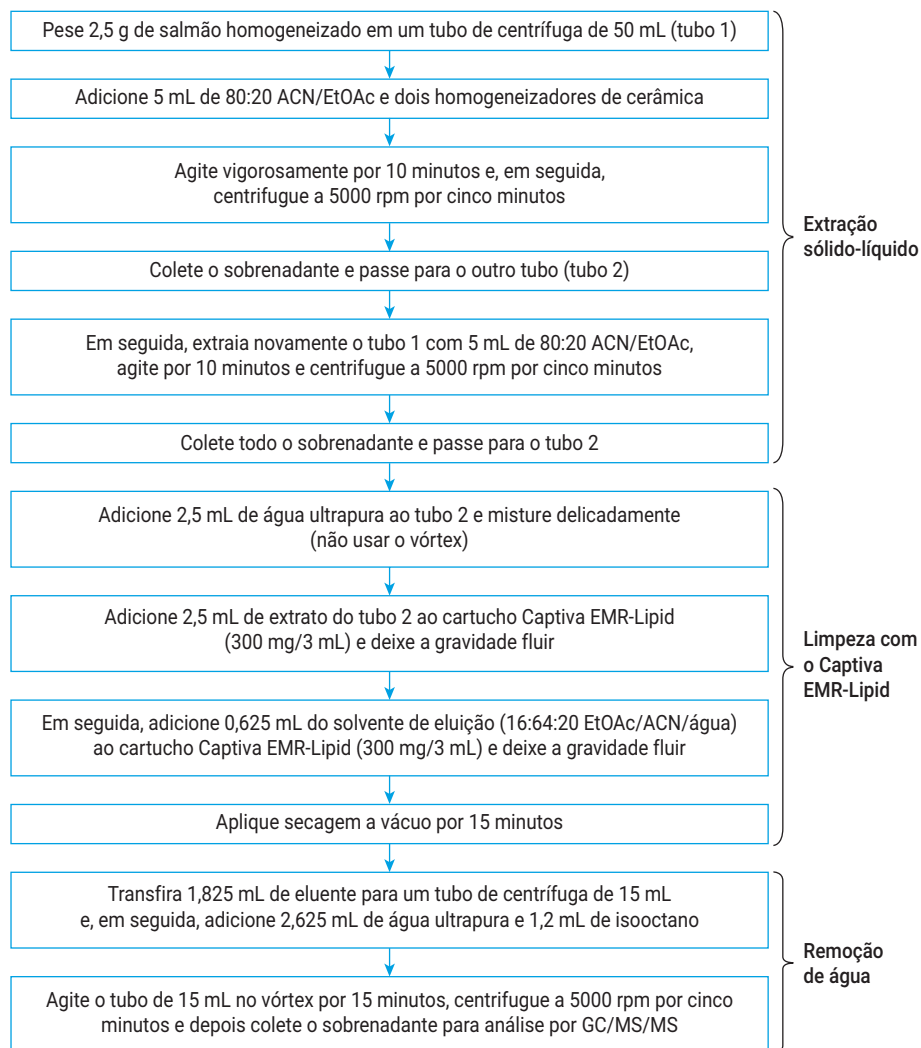 Pese 2,5 g de salmão homogeneizado em um tubo de centrífuga de 50 mL (tubo 1)
Adicione 5 mL de 80:20 ACN/EtOAc e dois homogeneizadores de cerâmica
Agite vigorosamente por 10 minutos e, em seguida,
centrifugue a 5000 rpm por cinco minutos
Colete o sobrenadante e passe para o outro tubo (tubo 2)
Em seguida, extraia novamente o tubo 1 com 5 mL de 80:20 ACN/EtOAc,
agite por 10 minutos e centrifugue a 5000 rpm por cinco minutos
Colete todo o sobrenadante e passe para o tubo 2
Extração
sólido-líquido
Adicione 2,5 mL de água ultrapura ao tubo 2 e misture delicadamente
(não usar o vórtex)
Adicione 2,5 mL de extrato do tubo 2 ao cartucho Captiva EMR-Lipid
(300 mg/3 mL) e deixe a gravidade fluir
Em seguida, adicione 0,625 mL do solvente de eluição (16:64:20 EtOAc/ACN/água)
ao cartucho Captiva EMR-Lipid (300 mg/3 mL) e deixe a gravidade fluir
Aplique secagem a vácuo por 15 minutos
Limpeza com
o Captiva
EMR-Lipid
Transfira 1,825 mL de eluente para um tubo de centrífuga de 15 mL
e, em seguida, adicione 2,625 mL de água ultrapura e 1,2 mL de isooctano
Agite o tubo de 15 mL no vórtex por 15 minutos, centrifugue a 5000 rpm por cinco
minutos e depois colete o sobrenadante para análise por GC/MS/MS
Remoção
de água